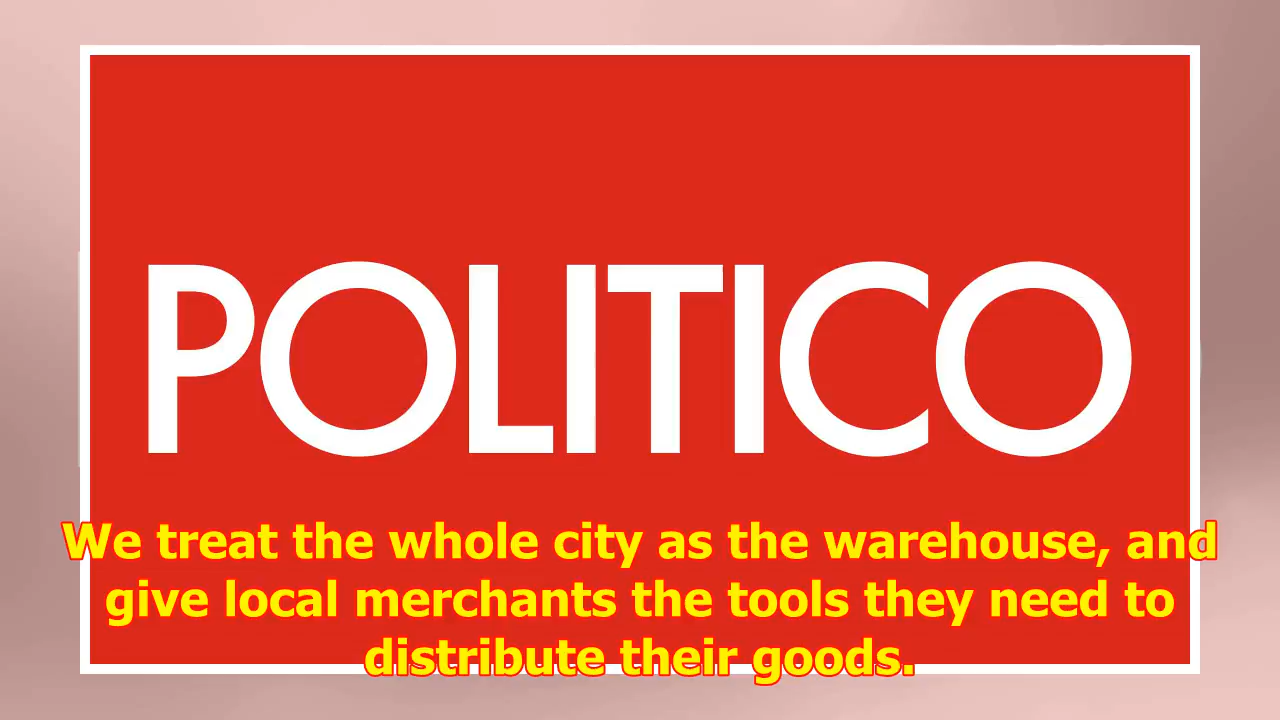 POLITICO
We treat the whole city as the warehouse, and
give local merchants the tools they need to
distribute their goods.